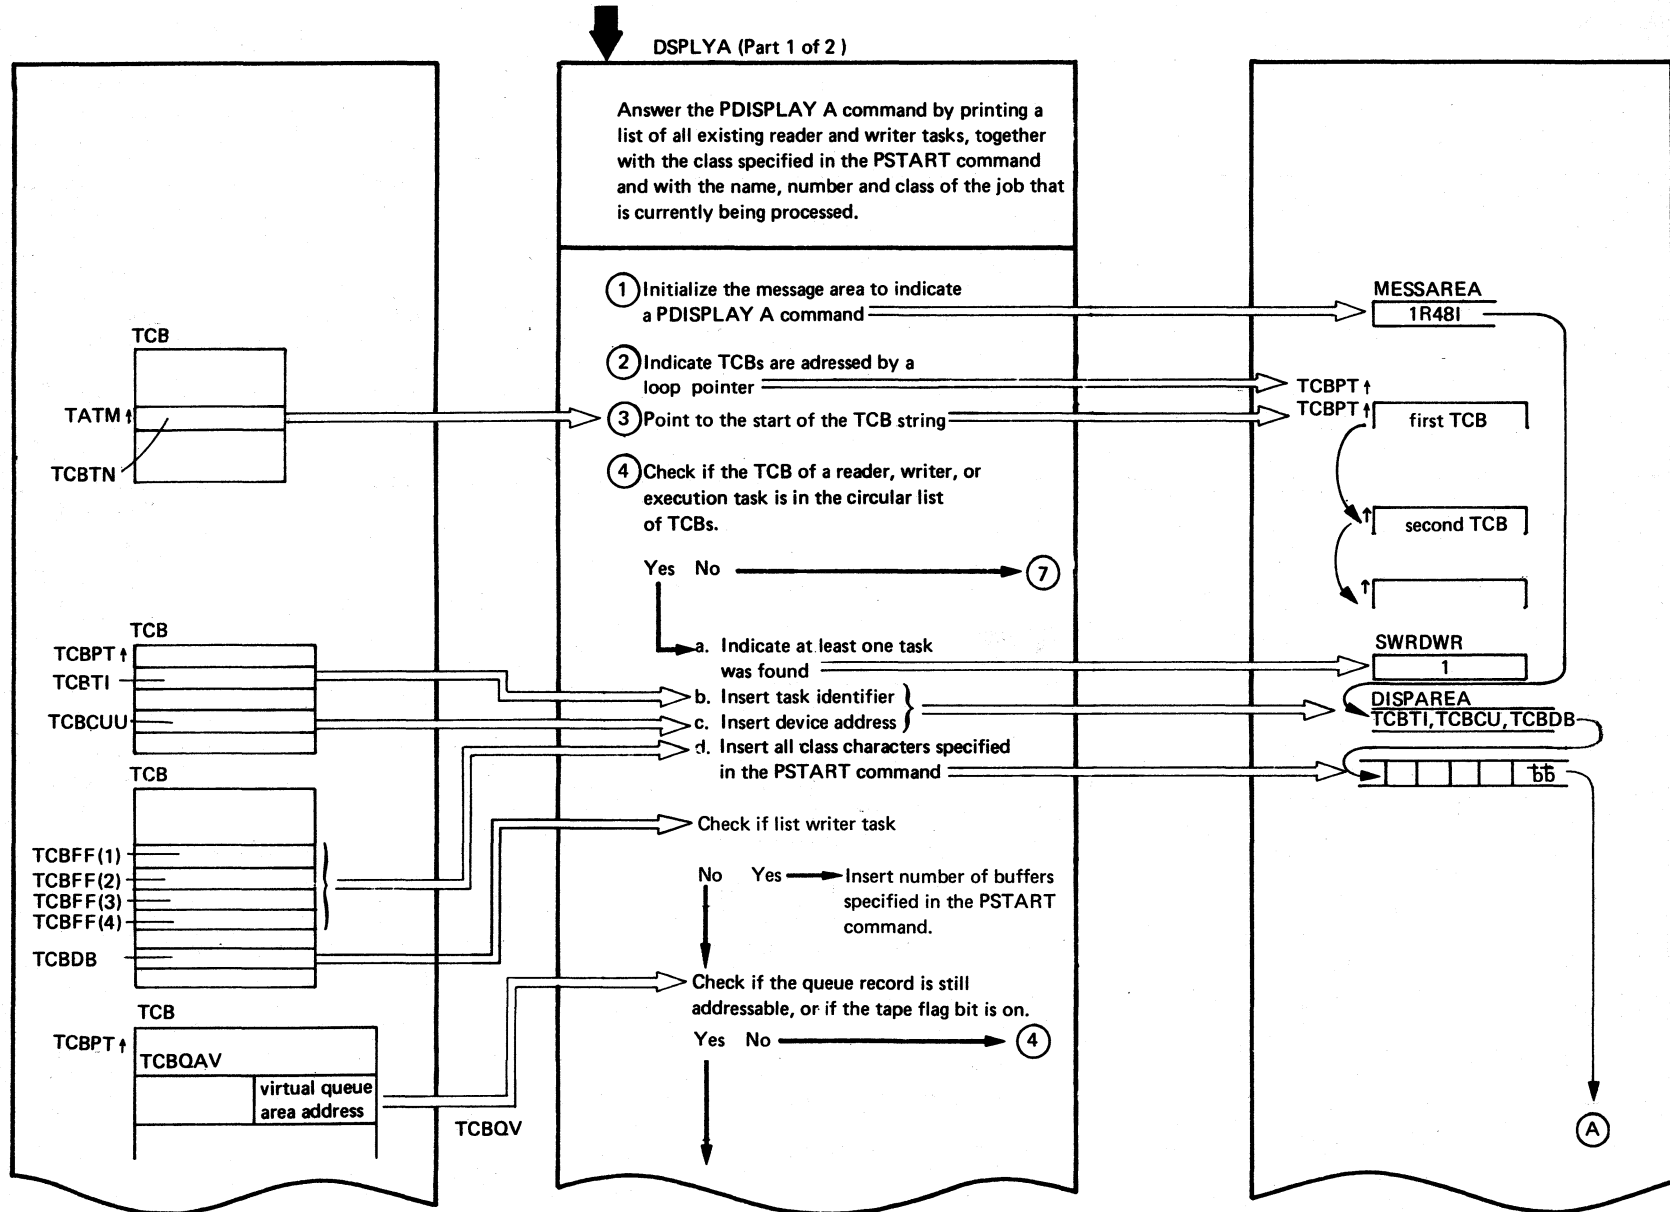 DSPLYA (Part 1 of 2 )
Answer the PDISPLAY A command by printing a
list of all existing reader and writer tasks, together
with the class specified in the PSTART command
and with the name, number and class of the job that
is currently being processed.
1 Initialize the message area to indicate
a PDISPLAY A command
MESSAREA
1R48I
2 Indicate TCBs are adressed by a
loop pointer
TCBPT ↑
TCB
TATM ↑
TCBTN
3 Point to the start of the TCB string
TCBPT ↑
first TCB
4 Check if the TCB of a reader, writer, or
execution task is in the circular list
of TCBs.
↑ second TCB
Yes No 7
↑
TCB
TCBPT ↑
TCBTI
TCBCUU
a. Indicate at least one task
was found
SWRDWR
1
b. Insert task identifier
c. Insert device address
DISPAREA
TCBTI, TCBCU, TCBDB
d. Insert all class characters specified
in the PSTART command
b̶b̶
TCB
TCBFF(1)
TCBFF(2)
TCBFF(3)
TCBFF(4)
TCBDB
Check if list writer task
No Yes Insert number of buffers
specified in the PSTART
command.
Check if the queue record is still
addressable, or if the tape flag bit is on.
Yes No 4
TCB
TCBPT ↑
TCBQAV
virtual queue
area address
TCBQV
A